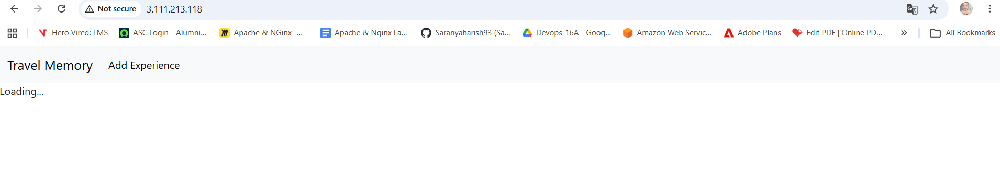 Not secure 3.111.213.118
Hero Vired: LMS ASC Login - Alumni... Apache & NGinx -... Apache & Nginx La... Saranyaharish93 (Sa... Devops-16A - Goog... Amazon Web Servic... Adobe Plans Edit PDF | Online PD... » All Bookmarks
Travel Memory Add Experience
Loading...